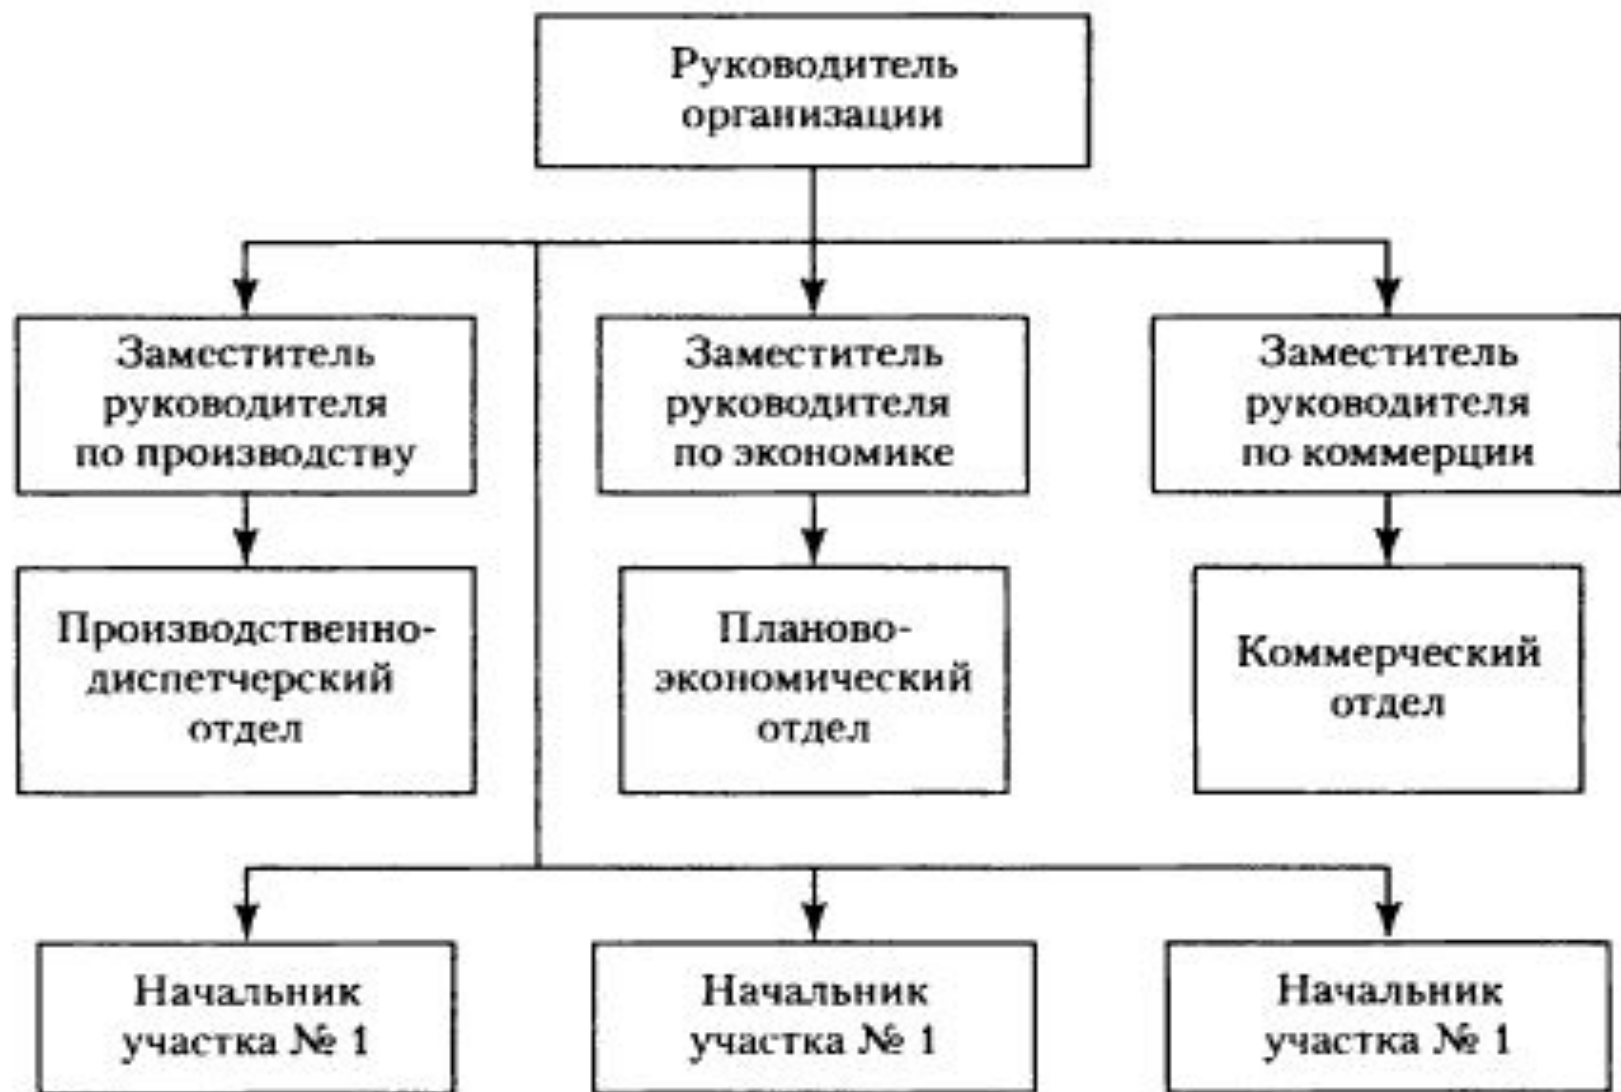 Руководитель
организации
Заместитель
руководителя
по производству
Заместитель
руководителя
по экономике
Заместитель
руководителя
по коммерции
Производственно-
диспетчерский
отдел
Планово-
экономический
отдел
Коммерческий
отдел
Начальник
участка № 1
Начальник
участка № 1
Начальник
участка № 1